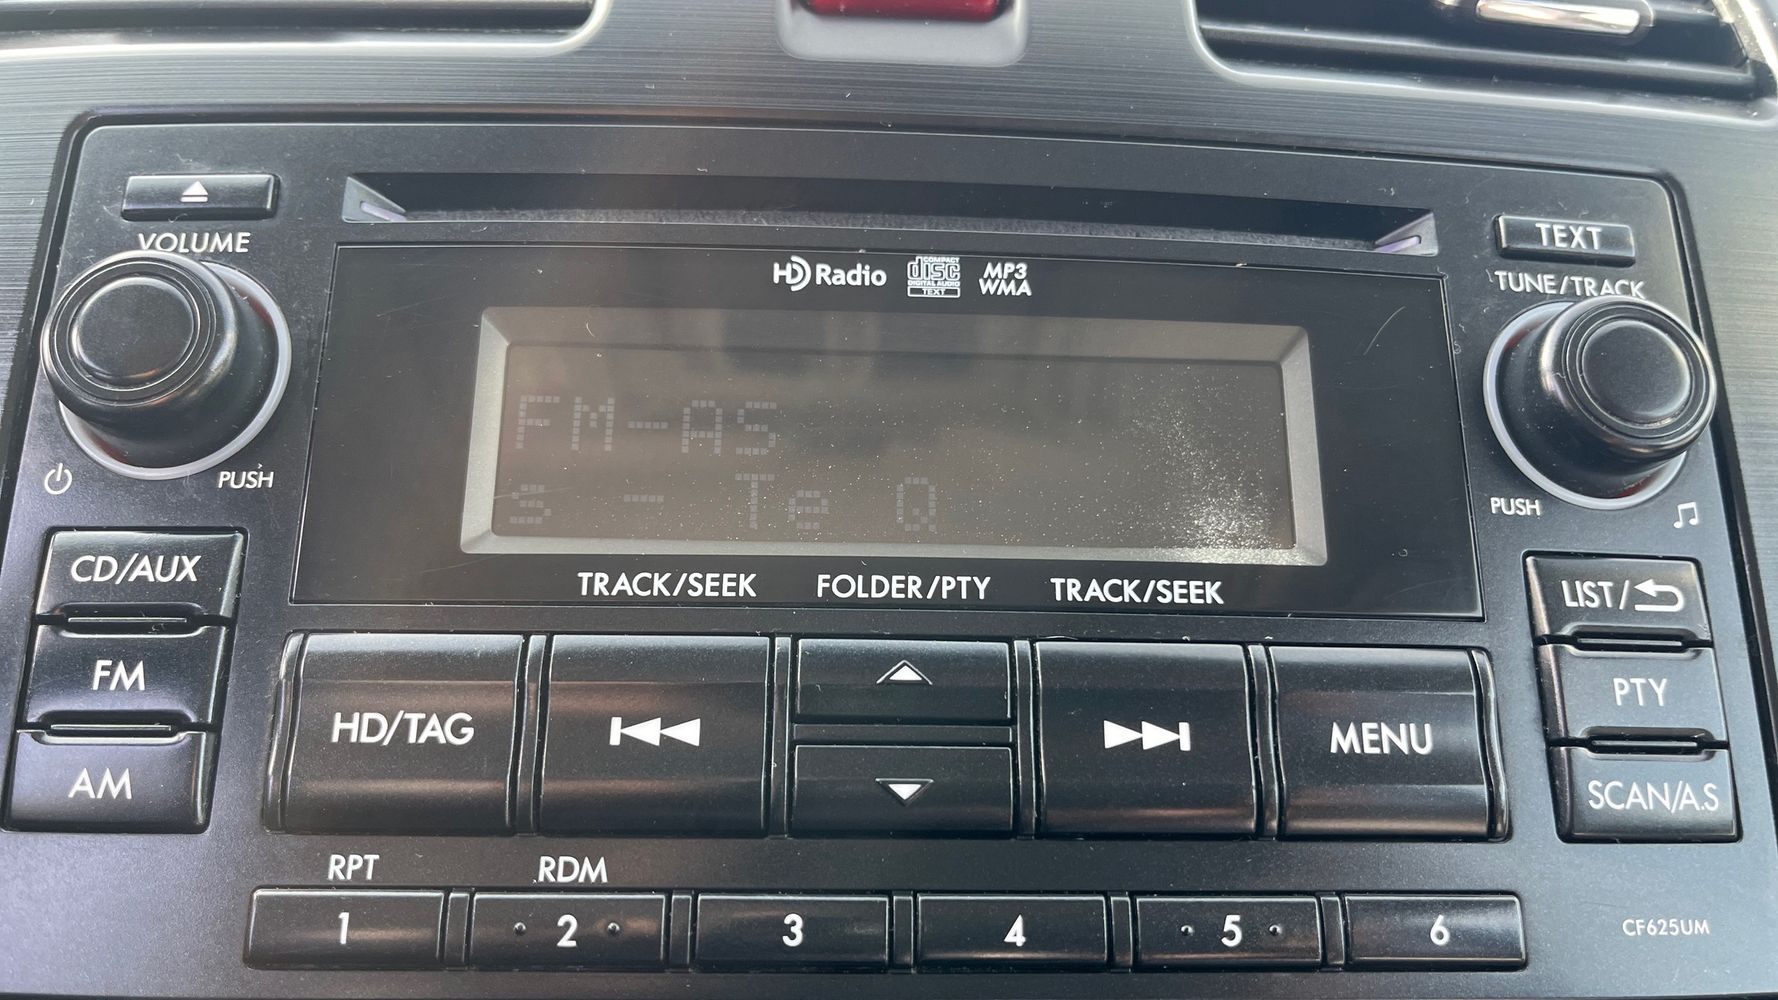 VOLUME
PUSH
HD Radio
COMPACT
disc
DIGITAL AUDIO
TEXT
MP3
WMA
TEXT
TUNE/TRACK
PUSH
FM-AS
s - Te Q
TRACK/SEEK FOLDER/PTY TRACK/SEEK
CD/AUX
FM
AM
HD/TAG
MENU
LIST/
PTY
SCAN/A.S
RPT RDM
1 2 3 4 5 6
CF625UM